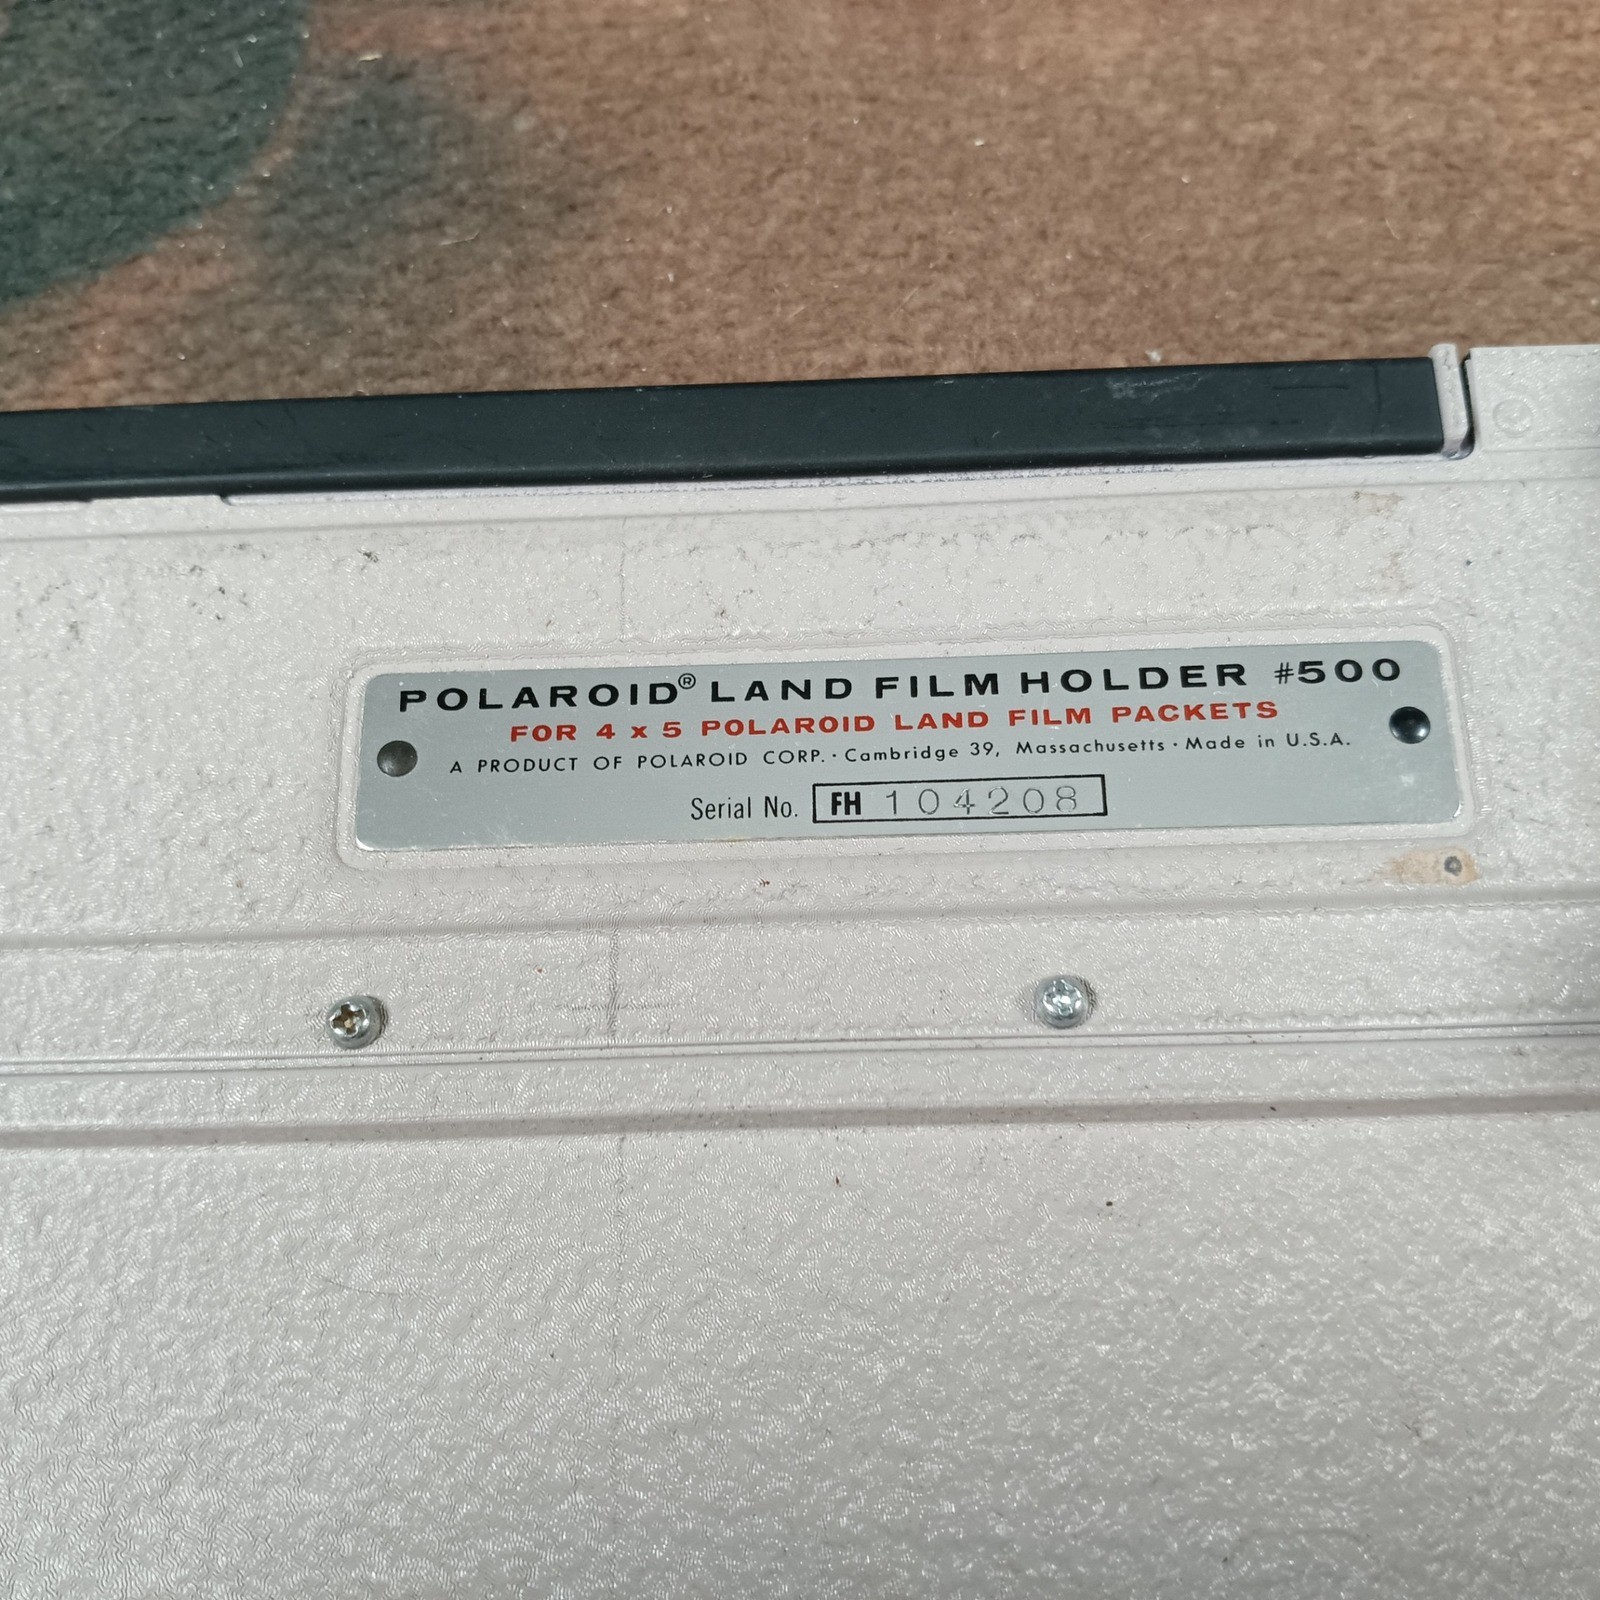 POLAROID® LAND FILM HOLDER #500
FOR 4 x 5 POLAROID LAND FILM PACKETS
A PRODUCT OF POLAROID CORP. · Cambridge 39, Massachusetts · Made in U.S.A.
Serial No. FH 104208